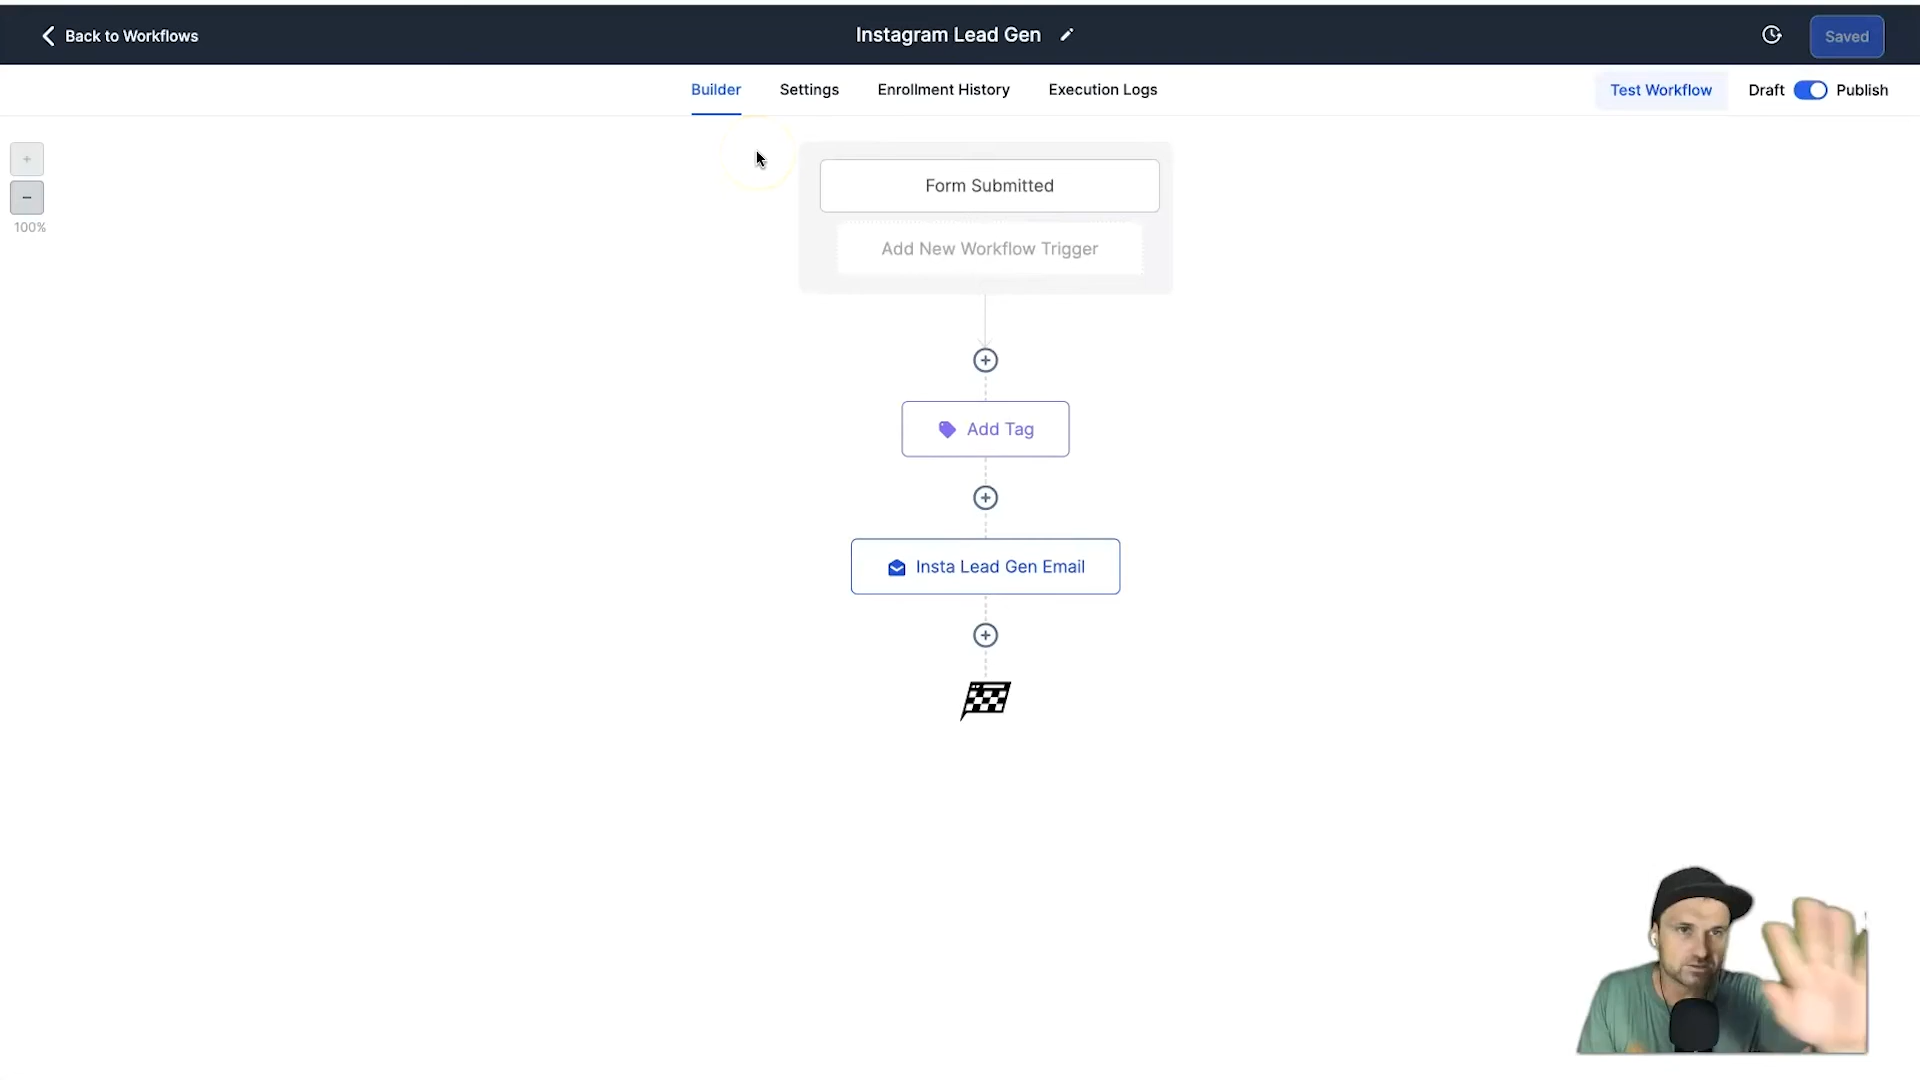 Back to Workflows
Instagram Lead Gen
Saved
Builder
Settings
Enrollment History
Execution Logs
Test Workflow
Draft
Publish
+
−
100%
Form Submitted
Add New Workflow Trigger
Add Tag
Insta Lead Gen Email